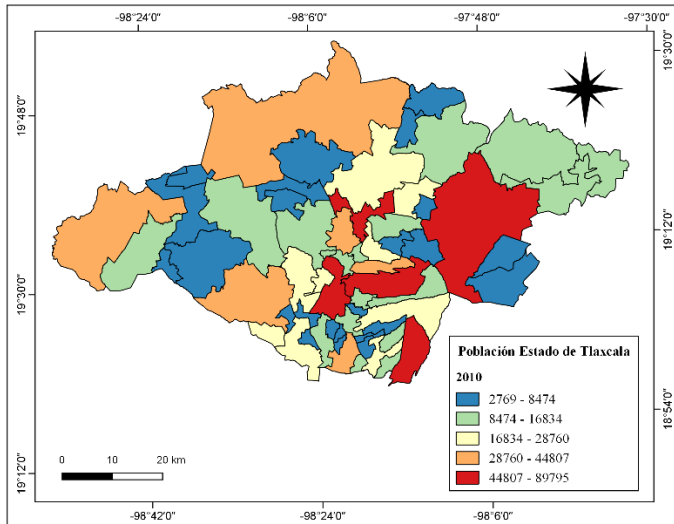 -98°24'0" -98°6'0" -97°48'0" -97°30'0"
19°30'0"
19°48'0"
19°12'0"
19°30'0"
18°54'0"
19°12'0"
Población Estado de Tlaxcala
2010
2769 - 8474
8474 - 16834
16834 - 28760
28760 - 44807
44807 - 89795
0 10 20 km
-98°42'0" -98°24'0" -98°6'0"